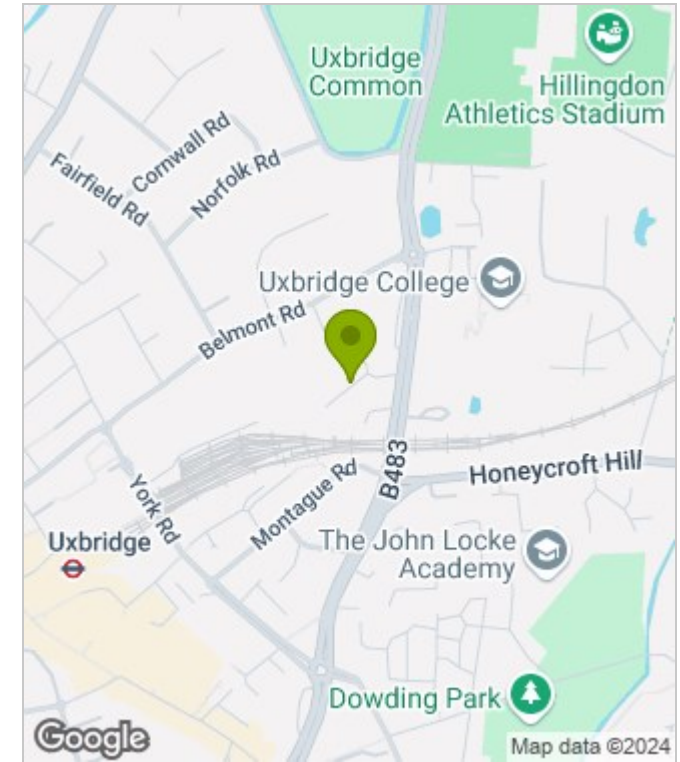 Uxbridge
Common
Hillingdon
Athletics Stadium
Cornwall Rd
Fairfield Rd
Norfolk Rd
Uxbridge College
Belmont Rd
B483
Honeycroft Hill
York Rd
Montague Rd
Uxbridge
The John Locke
Academy
Dowding Park
Google
Map data ©2024